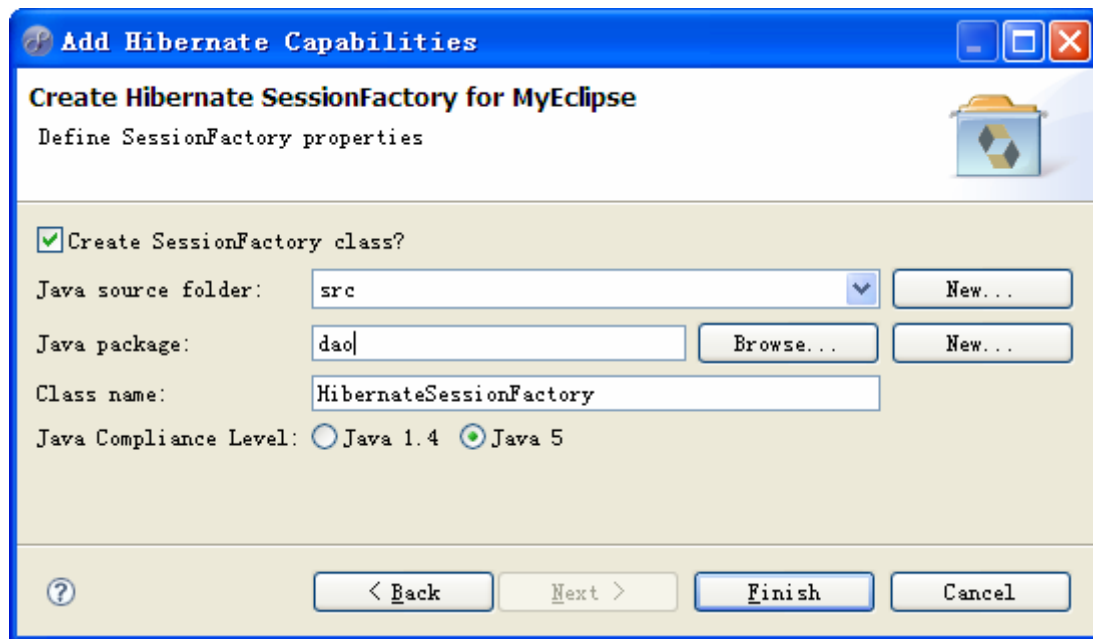 Add Hibernate Capabilities
Create Hibernate SessionFactory for MyEclipse
Define SessionFactory properties
Create SessionFactory class?
Java source folder: src New...
Java package: dao Browse... New...
Class name: HibernateSessionFactory
Java Compliance Level: Java 1.4 Java 5
? < Back Next > Finish Cancel